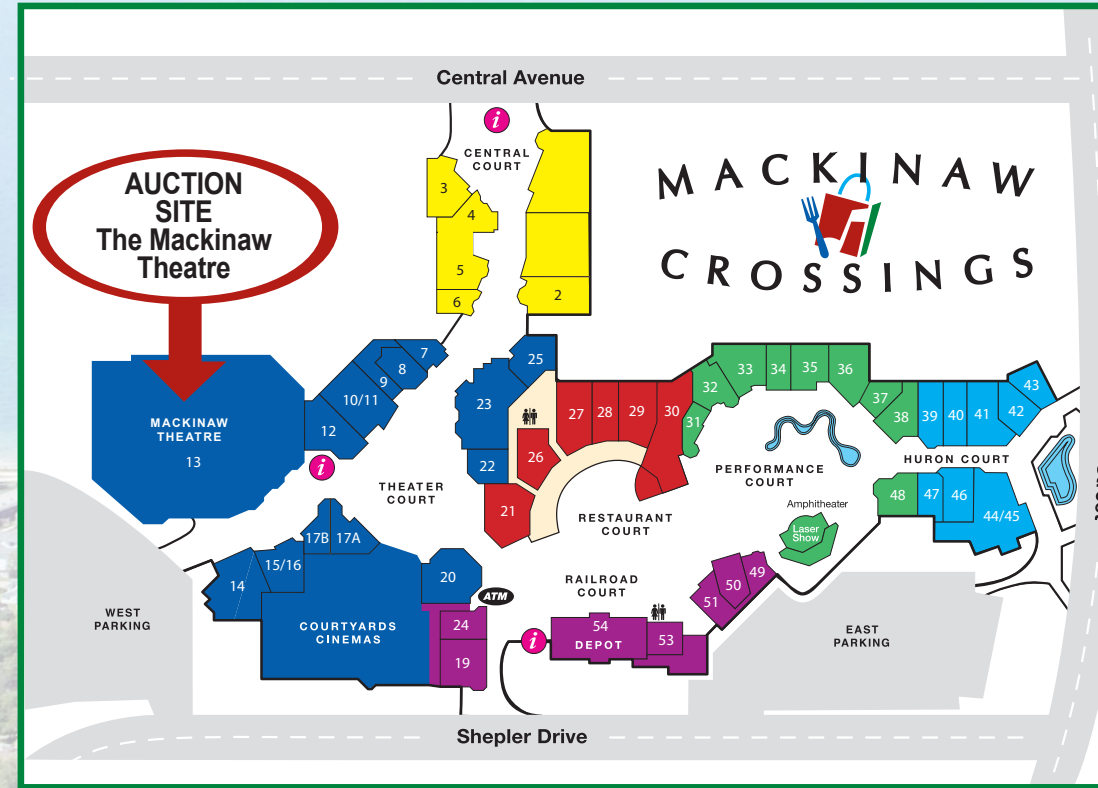 Central Avenue
i
CENTRAL
COURT
MACKINAW
CROSSINGS
AUCTION
SITE
The Mackinaw
Theatre
3
4
5
6
2
7
8
9
10/11
12
MACKINAW
THEATRE
13
i
25
23
22
26
21
27
28
29
30
31
32
33
34
35
36
37
38
39
40
41
42
43
THEATER
COURT
RESTAURANT
COURT
PERFORMANCE
COURT
HURON COURT
Amphitheater
Laser
Show
48
47
46
44/45
17B
17A
15/16
14
20
ATM
COURTYARDS
CINEMAS
24
19
RAILROAD
COURT
i
54
DEPOT
53
51
50
49
WEST
PARKING
EAST
PARKING
Shepler Drive